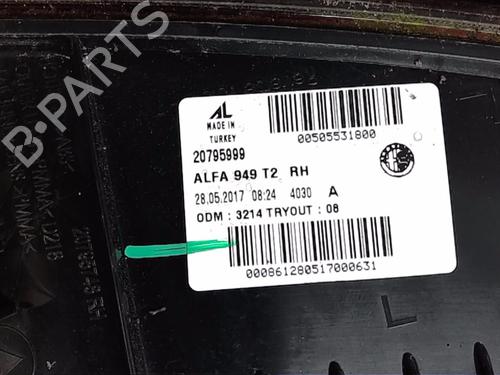 AL
MADE IN
TURKEY
00505531800
20795999
ALFA 949 T2 RH
28.05.2017 08:24 4030 A
ODM : 3214 TRYOUT : 08
000861280517000631
L
B-PARTS